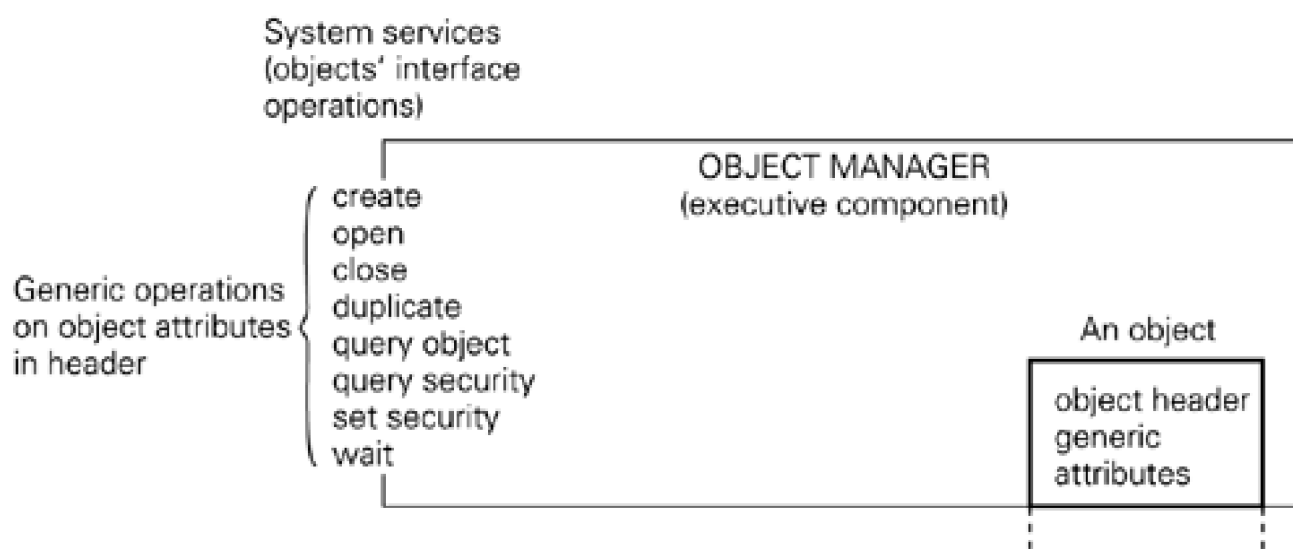 System services
(objects' interface
operations)
OBJECT MANAGER
(executive component)
create
open
close
duplicate
query object
query security
set security
wait
Generic operations
on object attributes
in header
An object
object header
generic
attributes